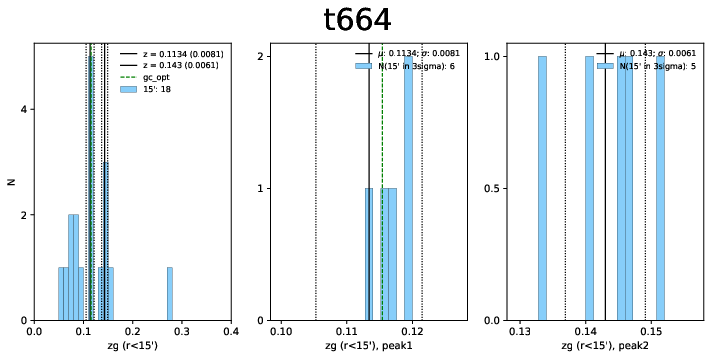 t664
z = 0.1134 (0.0081)
z = 0.143 (0.0061)
gc_opt
15': 18
N
0
2
4
0.0 0.1 0.2 0.3 0.4
zg (r<15')
μ: 0.1134; σ: 0.0081
N(15' in 3sigma): 6
0
1
2
0.10 0.11 0.12
zg (r<15'), peak1
μ: 0.143; σ: 0.0061
N(15' in 3sigma): 5
0.0
0.5
1.0
0.13 0.14 0.15
zg (r<15'), peak2